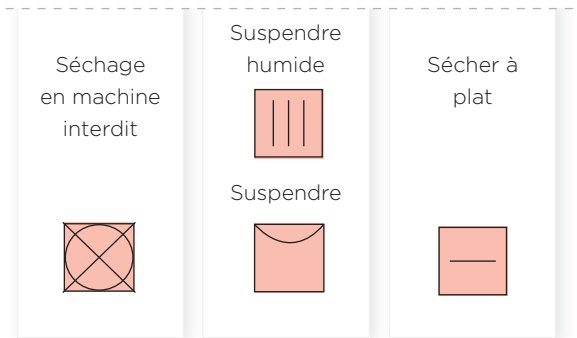 Séchage
en machine
interdit
Suspendre
humide
Suspendre
Sécher à
plat